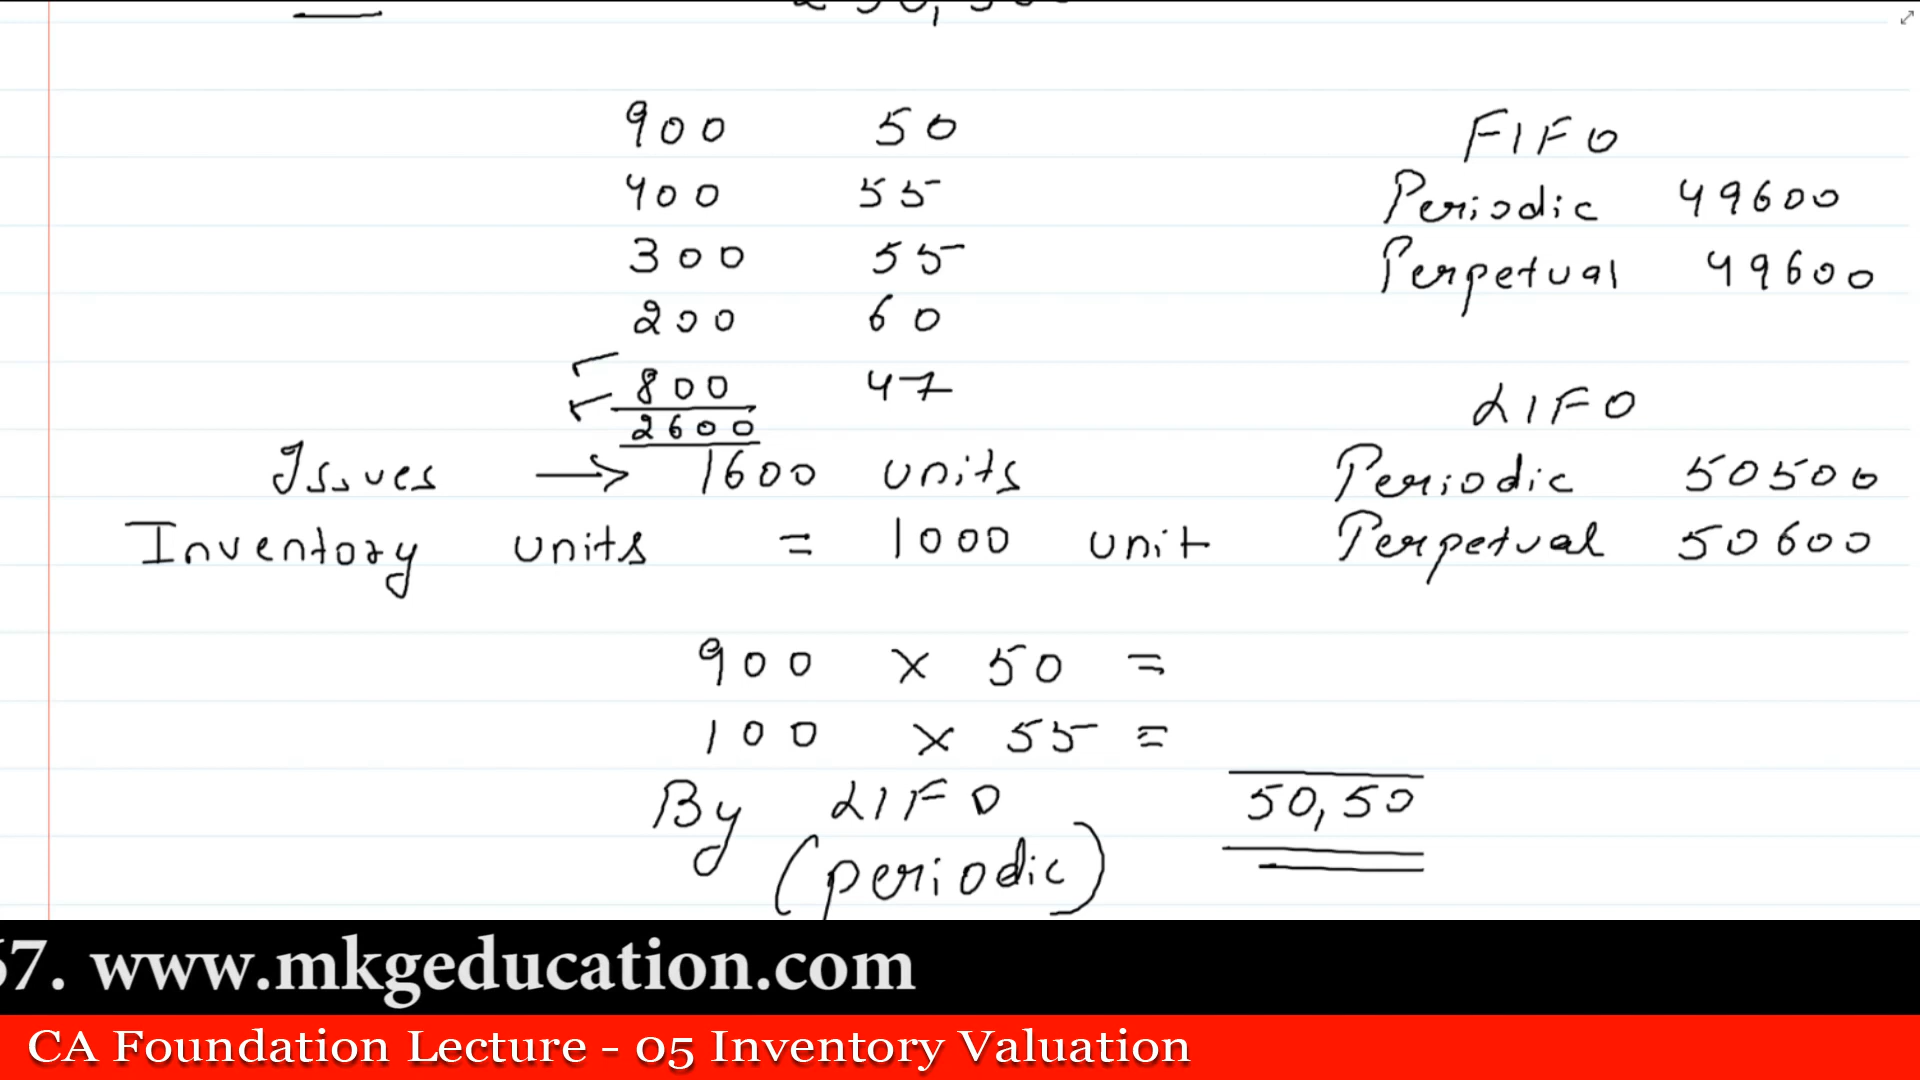 900 50
400 55
300 55
200 60
800 47
2600
Issues → 1600 units
Inventory units = 1000 unit
FIFO
Periodic 49600
Perpetual 49600
LIFO
Periodic 50500
Perpetual 50600
900 × 50 =
100 × 55 =
By LIFO 50,50
(periodic)
67. www.mkgeducation.com
CA Foundation Lecture - 05 Inventory Valuation